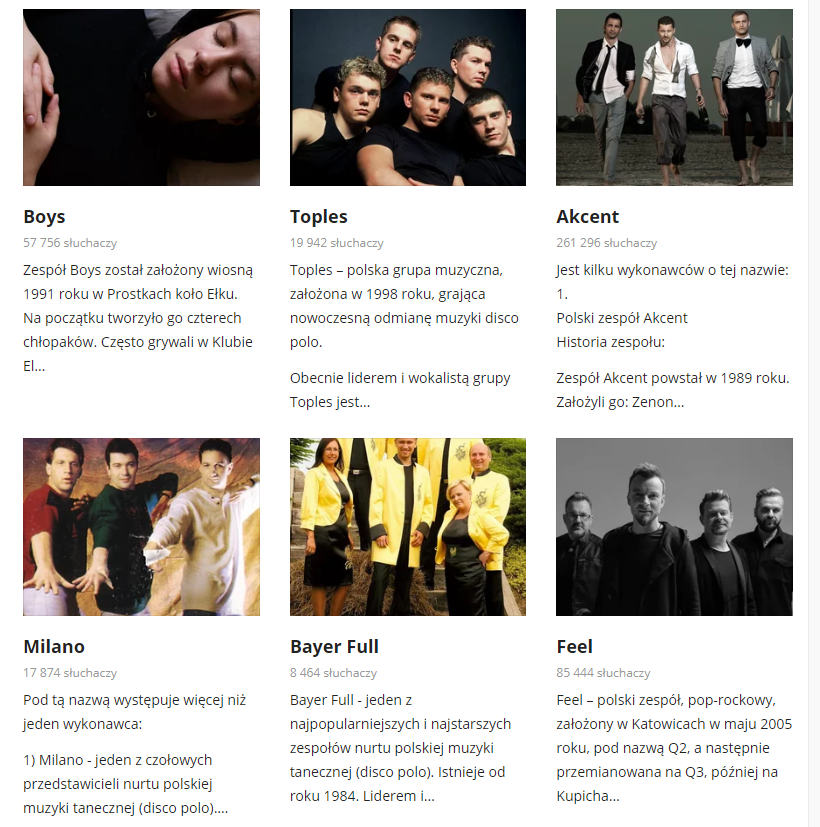 Boys
57 756 słuchaczy
Zespół Boys został założony wiosną
1991 roku w Prostkach koło Ełku.
Na początku tworzyło go czterech
chłopaków. Często grywali w Klubie
El...
Toples
19 942 słuchaczy
Toples – polska grupa muzyczna,
założona w 1998 roku, grająca
nowoczesną odmianę muzyki disco
polo.
Obecnie liderem i wokalistą grupy
Toples jest...
Akcent
261 296 słuchaczy
Jest kilku wykonawców o tej nazwie:
1.
Polski zespół Akcent
Historia zespołu:
Zespół Akcent powstał w 1989 roku.
Założyli go: Zenon...
Milano
17 874 słuchaczy
Pod tą nazwą występuje więcej niż
jeden wykonawca:
1) Milano - jeden z czołowych
przedstawicieli nurtu polskiej
muzyki tanecznej (disco polo)....
Bayer Full
8 464 słuchaczy
Bayer Full - jeden z
najpopularniejszych i najstarszych
zespołów nurtu polskiej muzyki
tanecznej (disco polo). Istnieje od
roku 1984. Liderem i...
Feel
85 444 słuchaczy
Feel – polski zespół, pop-rockowy,
założony w Katowicach w maju 2005
roku, pod nazwą Q2, a następnie
przemianowana na Q3, później na
Kupicha...